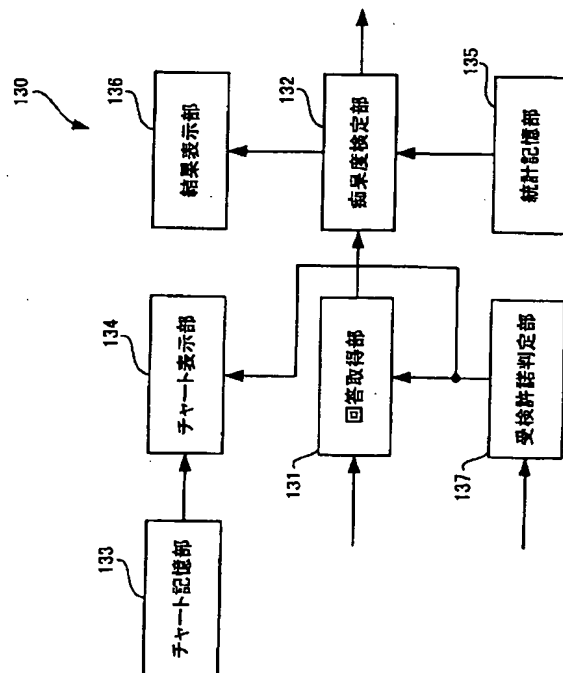 130
136
結果表示部
132
痴呆度検定部
135
統計記憶部
134
チャート表示部
131
回答取得部
137
受検許諾判定部
133
チャート記憶部